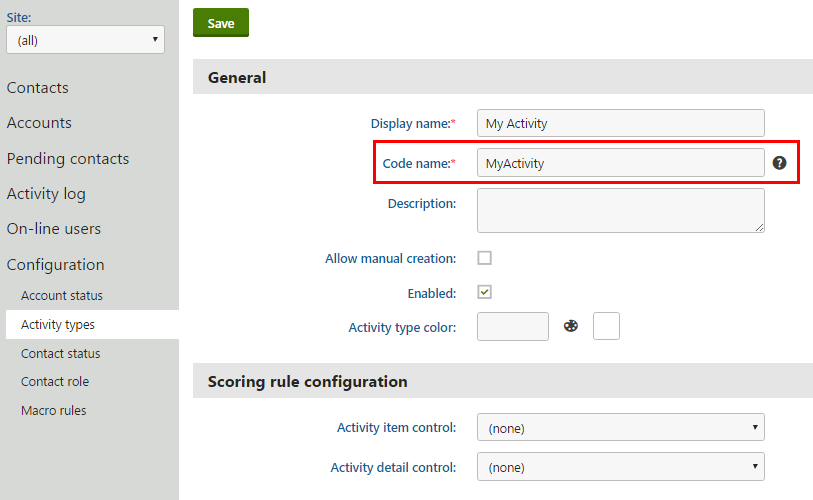 Site:
(all)
Contacts
Accounts
Pending contacts
Activity log
On-line users
Configuration
Account status
Activity types
Contact status
Contact role
Macro rules
Save
General
Display name:* My Activity
Code name:* MyActivity ?
Description:
Allow manual creation:
Enabled:
Activity type color:
Scoring rule configuration
Activity item control: (none)
Activity detail control: (none)